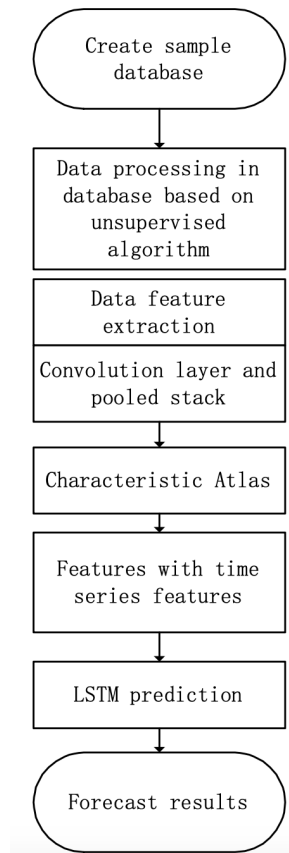 Create sample
database
Data processing in
database based on
unsupervised
algorithm
Data feature
extraction
Convolution layer and
pooled stack
Characteristic Atlas
Features with time
series features
LSTM prediction
Forecast results